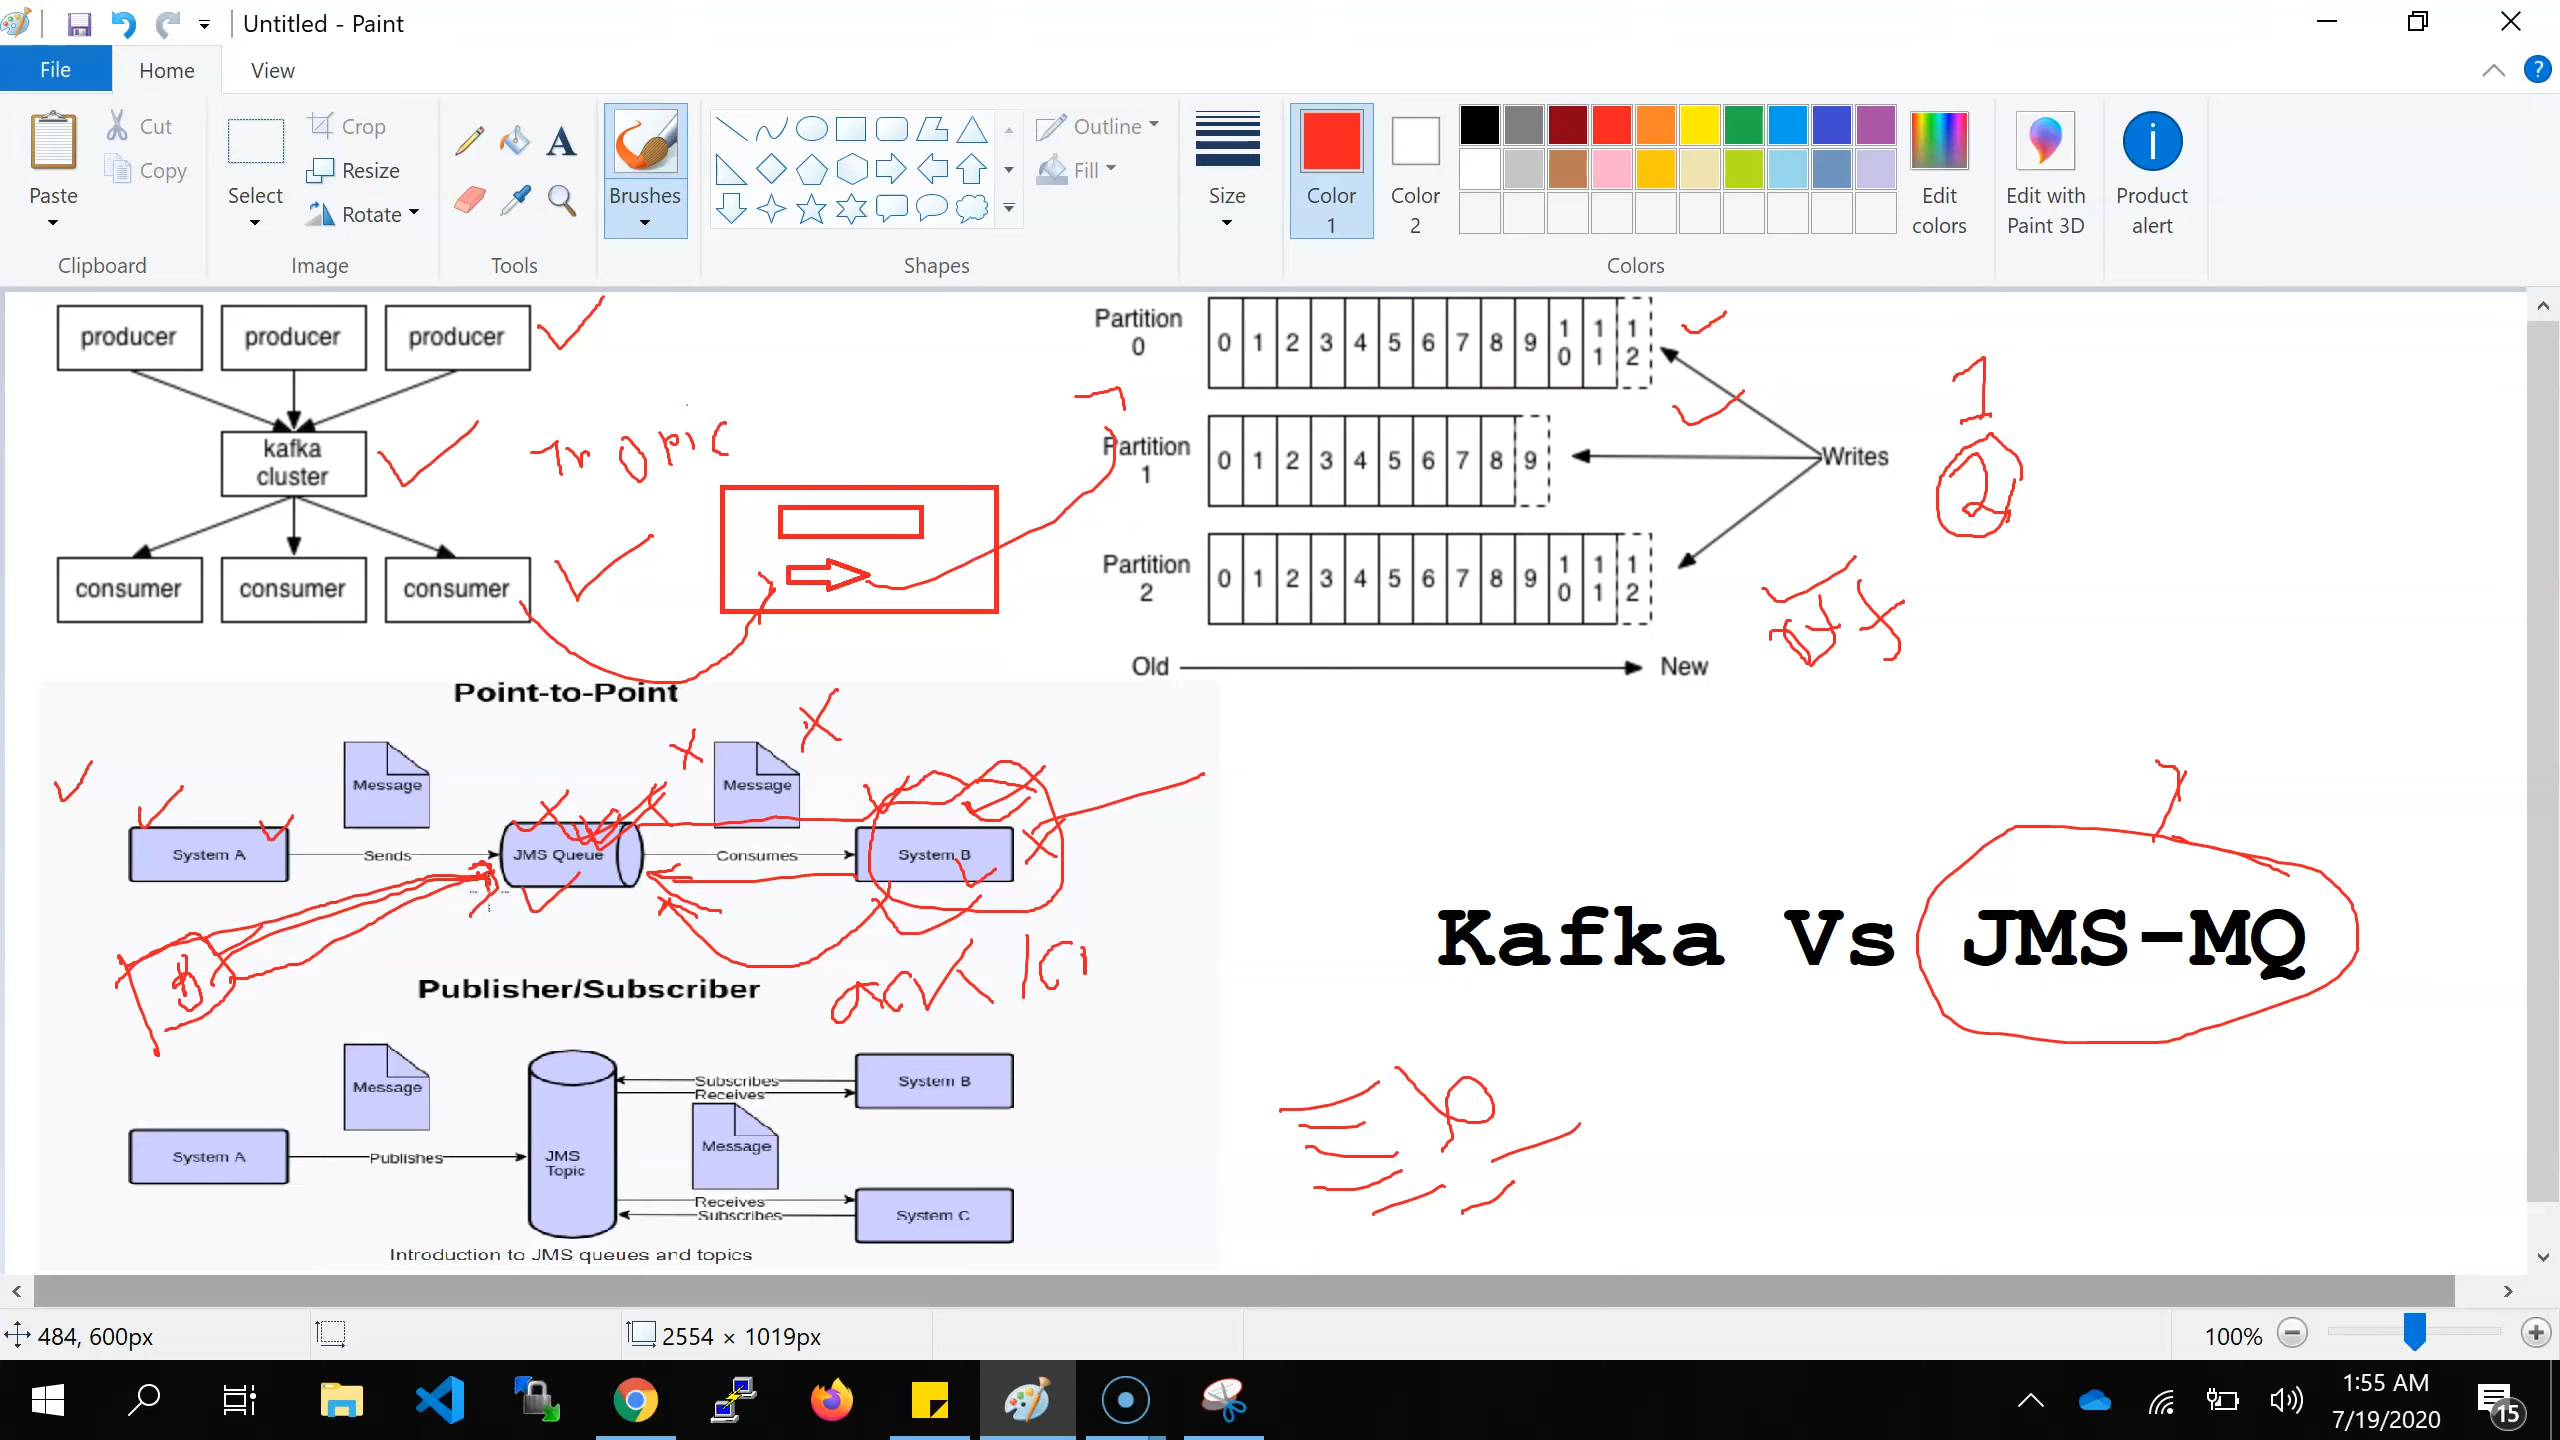 Untitled - Paint
File Home View
Paste
Cut
Copy
Clipboard
Select
Crop
Resize
Rotate
Image
Tools
Brushes
Shapes
Outline
Fill
Size
Color 1
Color 2
Colors
Edit colors
Edit with Paint 3D
Product alert
producer producer producer
kafka cluster
consumer consumer consumer
Partition 0
0 1 2 3 4 5 6 7 8 9 10 11 12
Partition 1
0 1 2 3 4 5 6 7 8 9
Partition 2
0 1 2 3 4 5 6 7 8 9 10 11 12
Writes
Old New
1
2
Point-to-Point
Message Message
System A Sends JMS Queue Consumes System B
Publisher/Subscriber
Message
System A Publishes JMS Topic
Subscribes
Receives
System B
Message
Receives
Subscribes
System C
Introduction to JMS queues and topics
Kafka Vs JMS-MQ
484, 600px
2554 × 1019px
100%
1:55 AM
7/19/2020
15